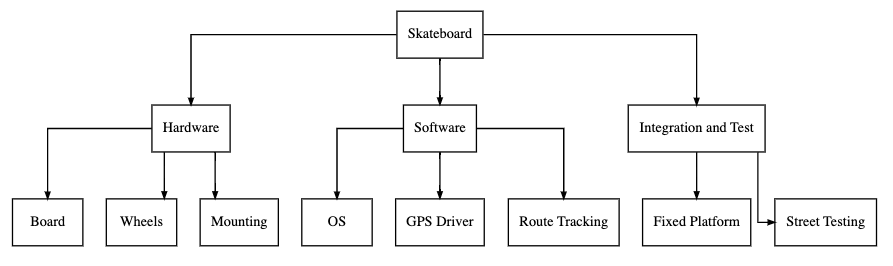 Skateboard
Hardware
Software
Integration and Test
Board
Wheels
Mounting
OS
GPS Driver
Route Tracking
Fixed Platform
Street Testing